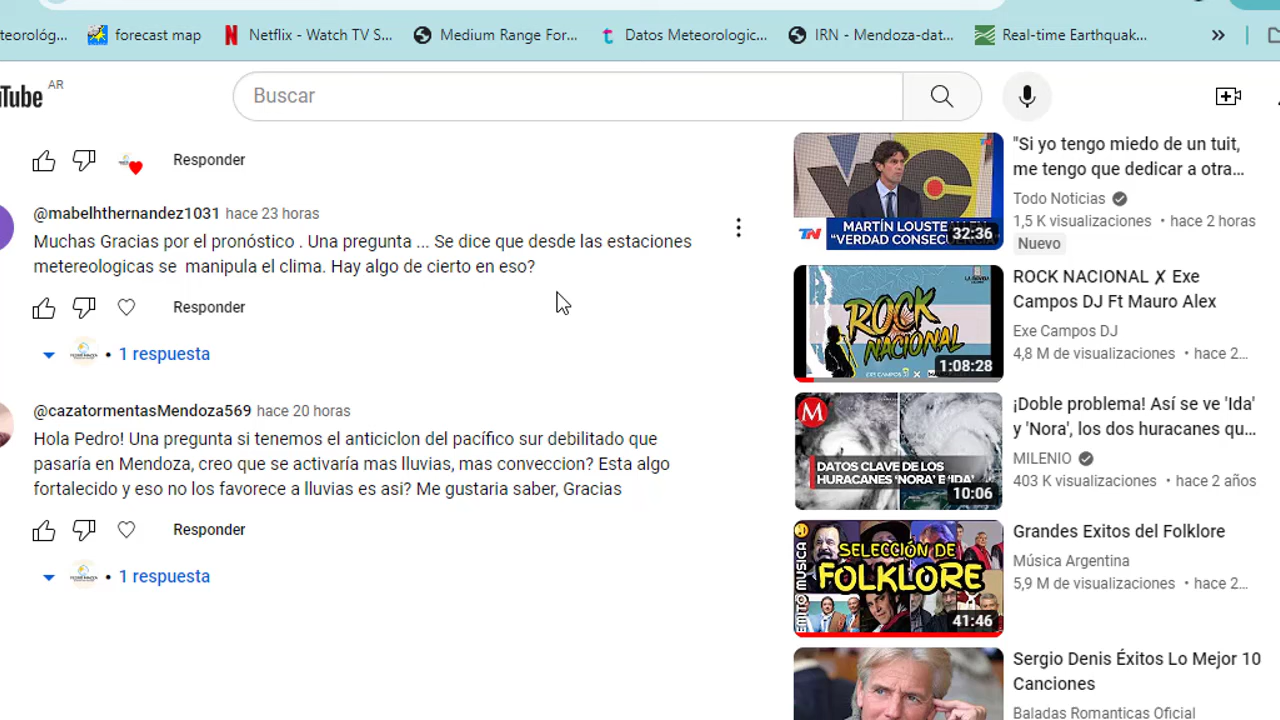 teorológ...
forecast map
Netflix - Watch TV S...
Medium Range For...
Datos Meteorologic...
IRN - Mendoza-dat...
Real-time Earthquak...
Tube AR
Buscar
Responder
@mabelhthernandez1031 hace 23 horas
Muchas Gracias por el pronóstico . Una pregunta ... Se dice que desde las estaciones
metereologicas se manipula el clima. Hay algo de cierto en eso?
Responder
• 1 respuesta
@cazatormentasMendoza569 hace 20 horas
Hola Pedro! Una pregunta si tenemos el anticiclon del pacífico sur debilitado que
pasaría en Mendoza, creo que se activaría mas lluvias, mas conveccion? Esta algo
fortalecido y eso no los favorece a lluvias es asi? Me gustaria saber, Gracias
Responder
• 1 respuesta
TN
MARTÍN LOUSTE
"VERDAD CONSEC
32:36
"Si yo tengo miedo de un tuit,
me tengo que dedicar a otra...
Todo Noticias
1,5 K visualizaciones • hace 2 horas
Nuevo
ROCK
NACIONAL
EXE CAMPOS DJ
1:08:28
ROCK NACIONAL ✗ Exe
Campos DJ Ft Mauro Alex
Exe Campos DJ
4,8 M de visualizaciones • hace 2...
M
DATOS CLAVE DE LOS
HURACANES 'NORA' E 'IDA'
10:06
¡Doble problema! Así se ve 'Ida'
y 'Nora', los dos huracanes qu...
MILENIO
403 K visualizaciones • hace 2 años
EMITO MUSICA
SELECCIÓN DE
FOLKLORE
41:46
Grandes Exitos del Folklore
Música Argentina
5,9 M de visualizaciones • hace 2...
Sergio Denis Éxitos Lo Mejor 10
Canciones
Baladas Romanticas Oficial